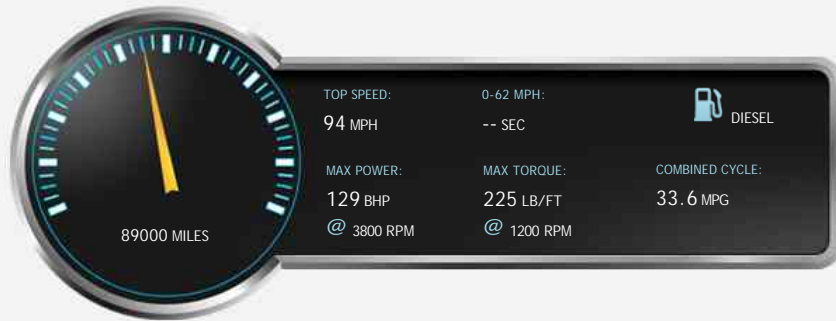 TOP SPEED:
94 MPH
0-62 MPH:
-- SEC
DIESEL
MAX POWER:
129 BHP
@ 3800 RPM
MAX TORQUE:
225 LB/FT
@ 1200 RPM
COMBINED CYCLE:
33.6 MPG
89000 MILES